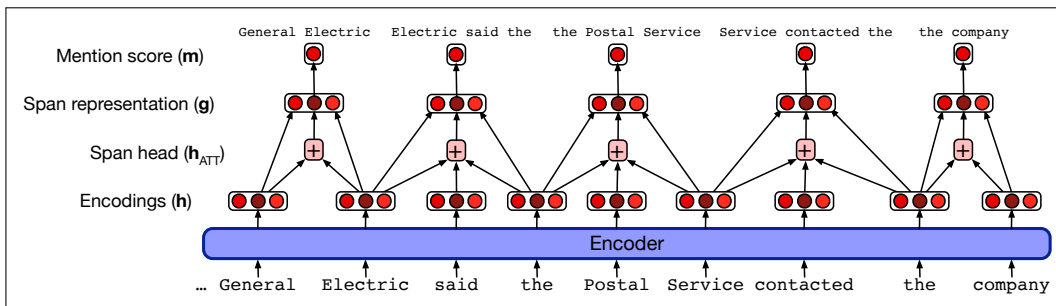 General Electric Electric said the the Postal Service Service contacted the the company
Mention score (m)
Span representation (g)
+ + + + +
Span head (hATT)
Encodings (h)
Encoder
… General Electric said the Postal Service contacted the company